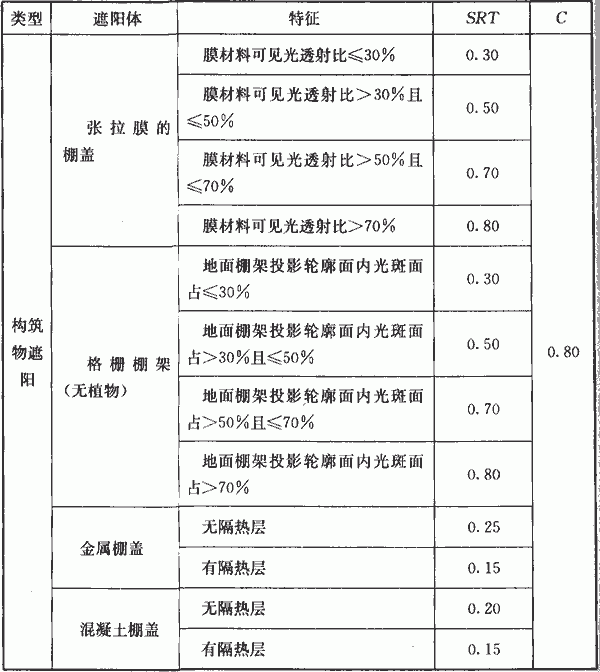 类型 遮阳体 特征 SRT C
构筑
物遮
阳
张拉膜的
棚盖
膜材料可见光透射比≤30% 0.30
膜材料可见光透射比>30%且
≤50%
0.50
膜材料可见光透射比>50%且
≤70%
0.70
膜材料可见光透射比>70% 0.80
格栅棚架
(无植物)
地面棚架投影轮廓面内光斑面
占≤30%
0.30
地面棚架投影轮廓面内光斑面
占>30%且≤50%
0.50
地面棚架投影轮廓面内光斑面
占>50%且≤70%
0.70
地面棚架投影轮廓面内光斑面
占>70%
0.80
金属棚盖
无隔热层 0.25
有隔热层 0.15
混凝土棚盖
无隔热层 0.20
有隔热层 0.15
0.80